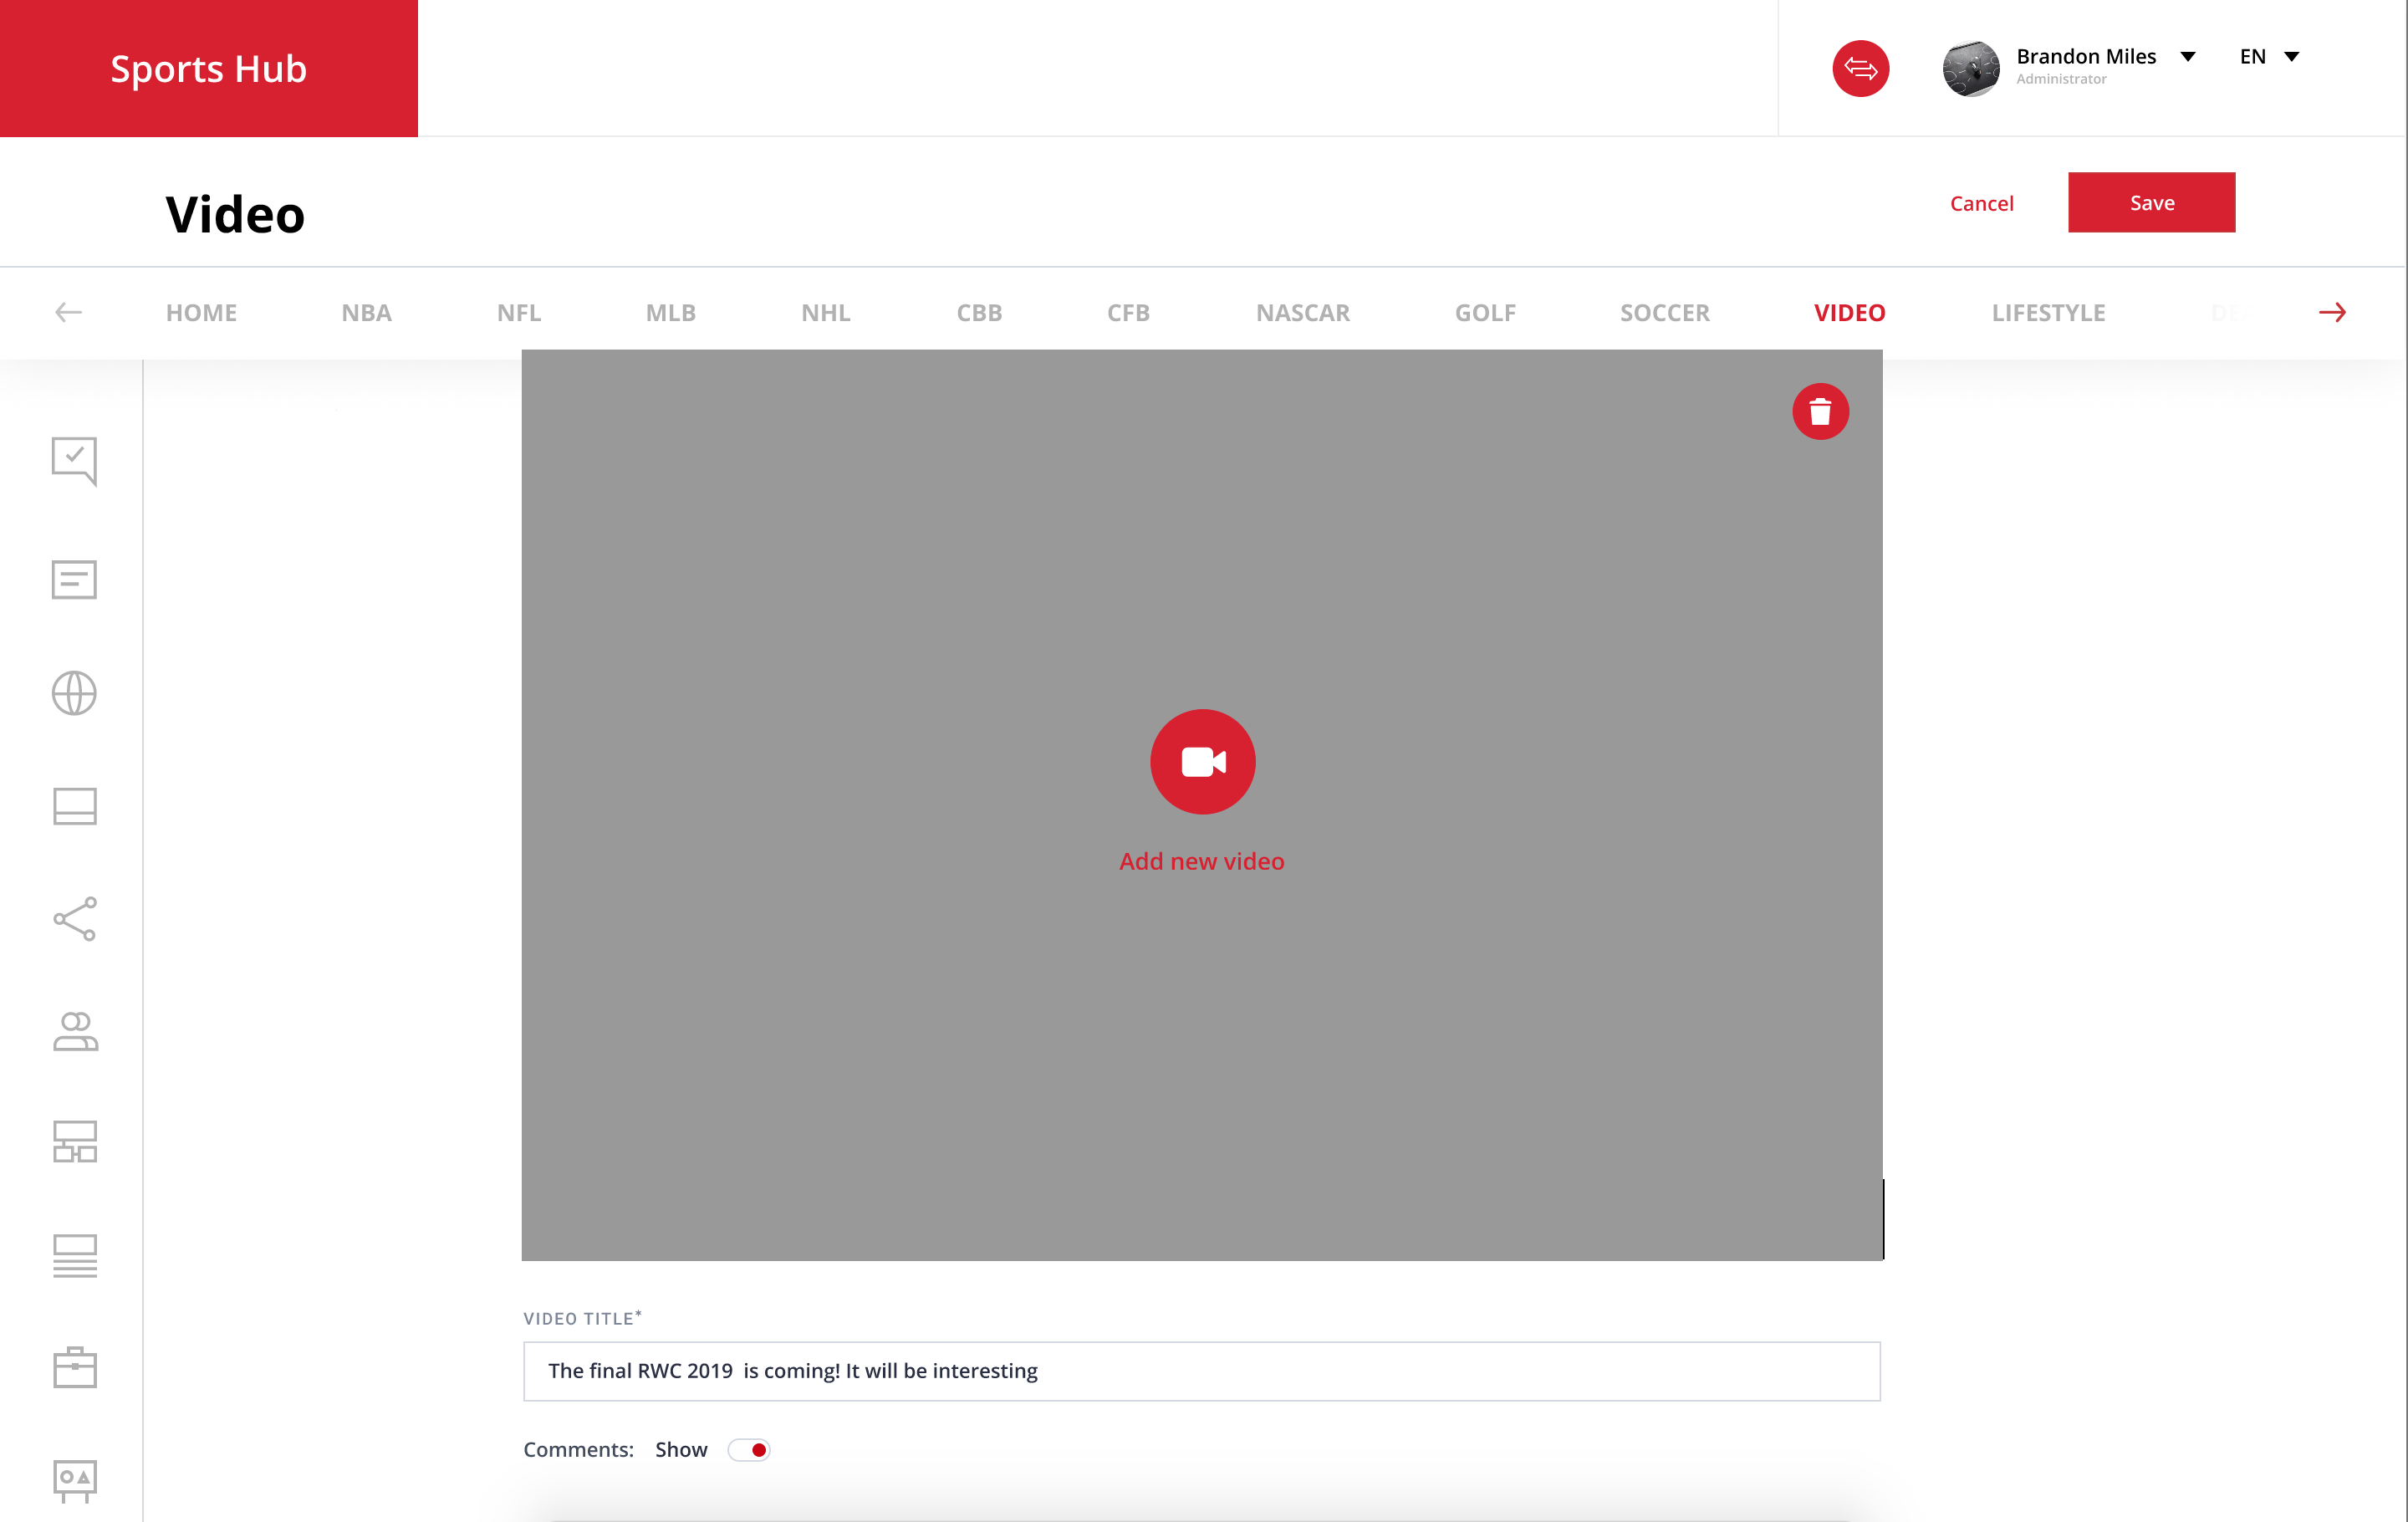 Sports Hub
Brandon Miles
Administrator
EN
Video
Cancel
Save
HOME NBA NFL MLB NHL CBB CFB NASCAR GOLF SOCCER VIDEO LIFESTYLE
Add new video
VIDEO TITLE*
The final RWC 2019  is coming! It will be interesting
Comments: Show